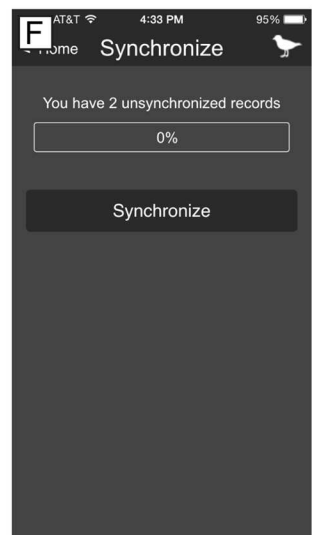 F
AT&T 4:33 PM 95%
Home Synchronize
You have 2 unsynchronized records
0%
Synchronize